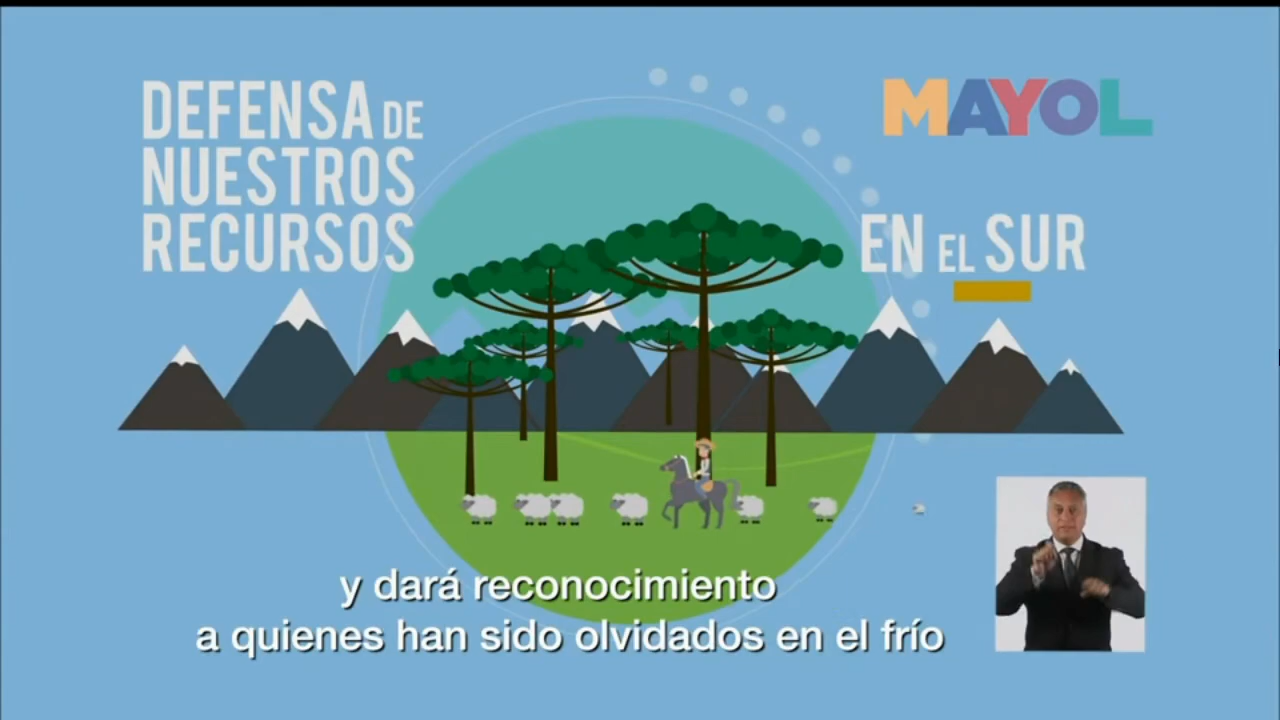 DEFENSA DE
NUESTROS
RECURSOS
MAYOL
EN EL SUR
y dará reconocimiento
a quienes han sido olvidados en el frío